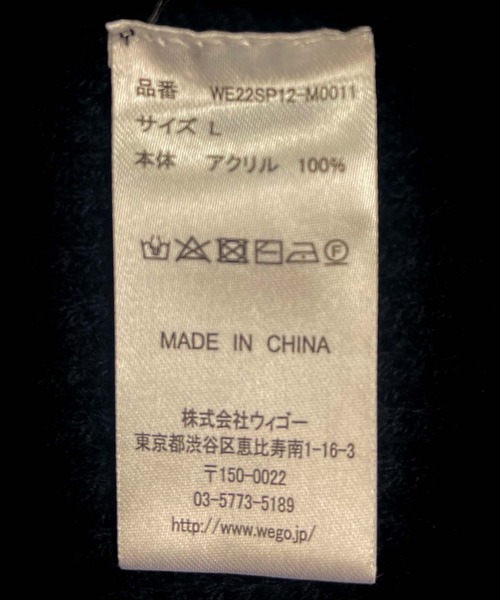 品番 WE22SP12-M0011
サイズ L
本体 アクリル 100%
F
MADE IN CHINA
株式会社ウィゴー
東京都渋谷区恵比寿南1-16-3
〒150-0022
03-5773-5189
http://www.wego.jp/